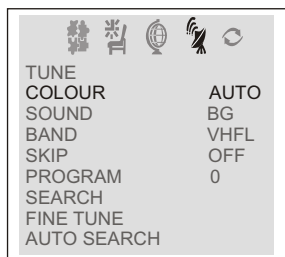 TUNE
COLOUR AUTO
SOUND BG
BAND VHFL
SKIP OFF
PROGRAM 0
SEARCH
FINE TUNE
AUTO SEARCH